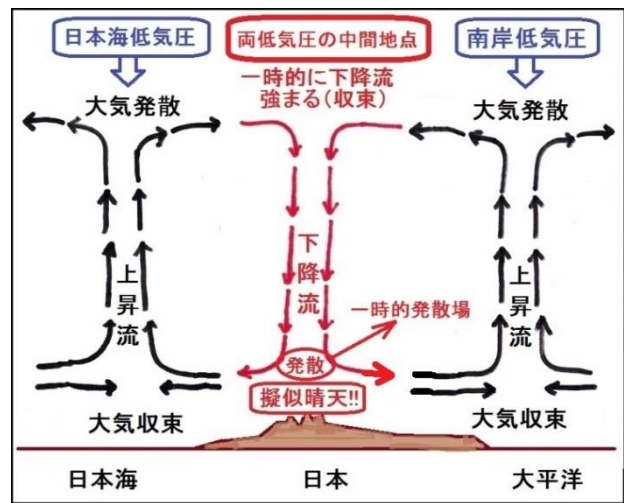 日本海低気圧
両低気圧の中間地点
南岸低気圧
大気発散
一時的に下降流
強まる(収束)
大気発散
上昇流
下降流
上昇流
一時的発散場
発散
擬似晴天!!
大気収束
大気収束
日本海
日本
大平洋